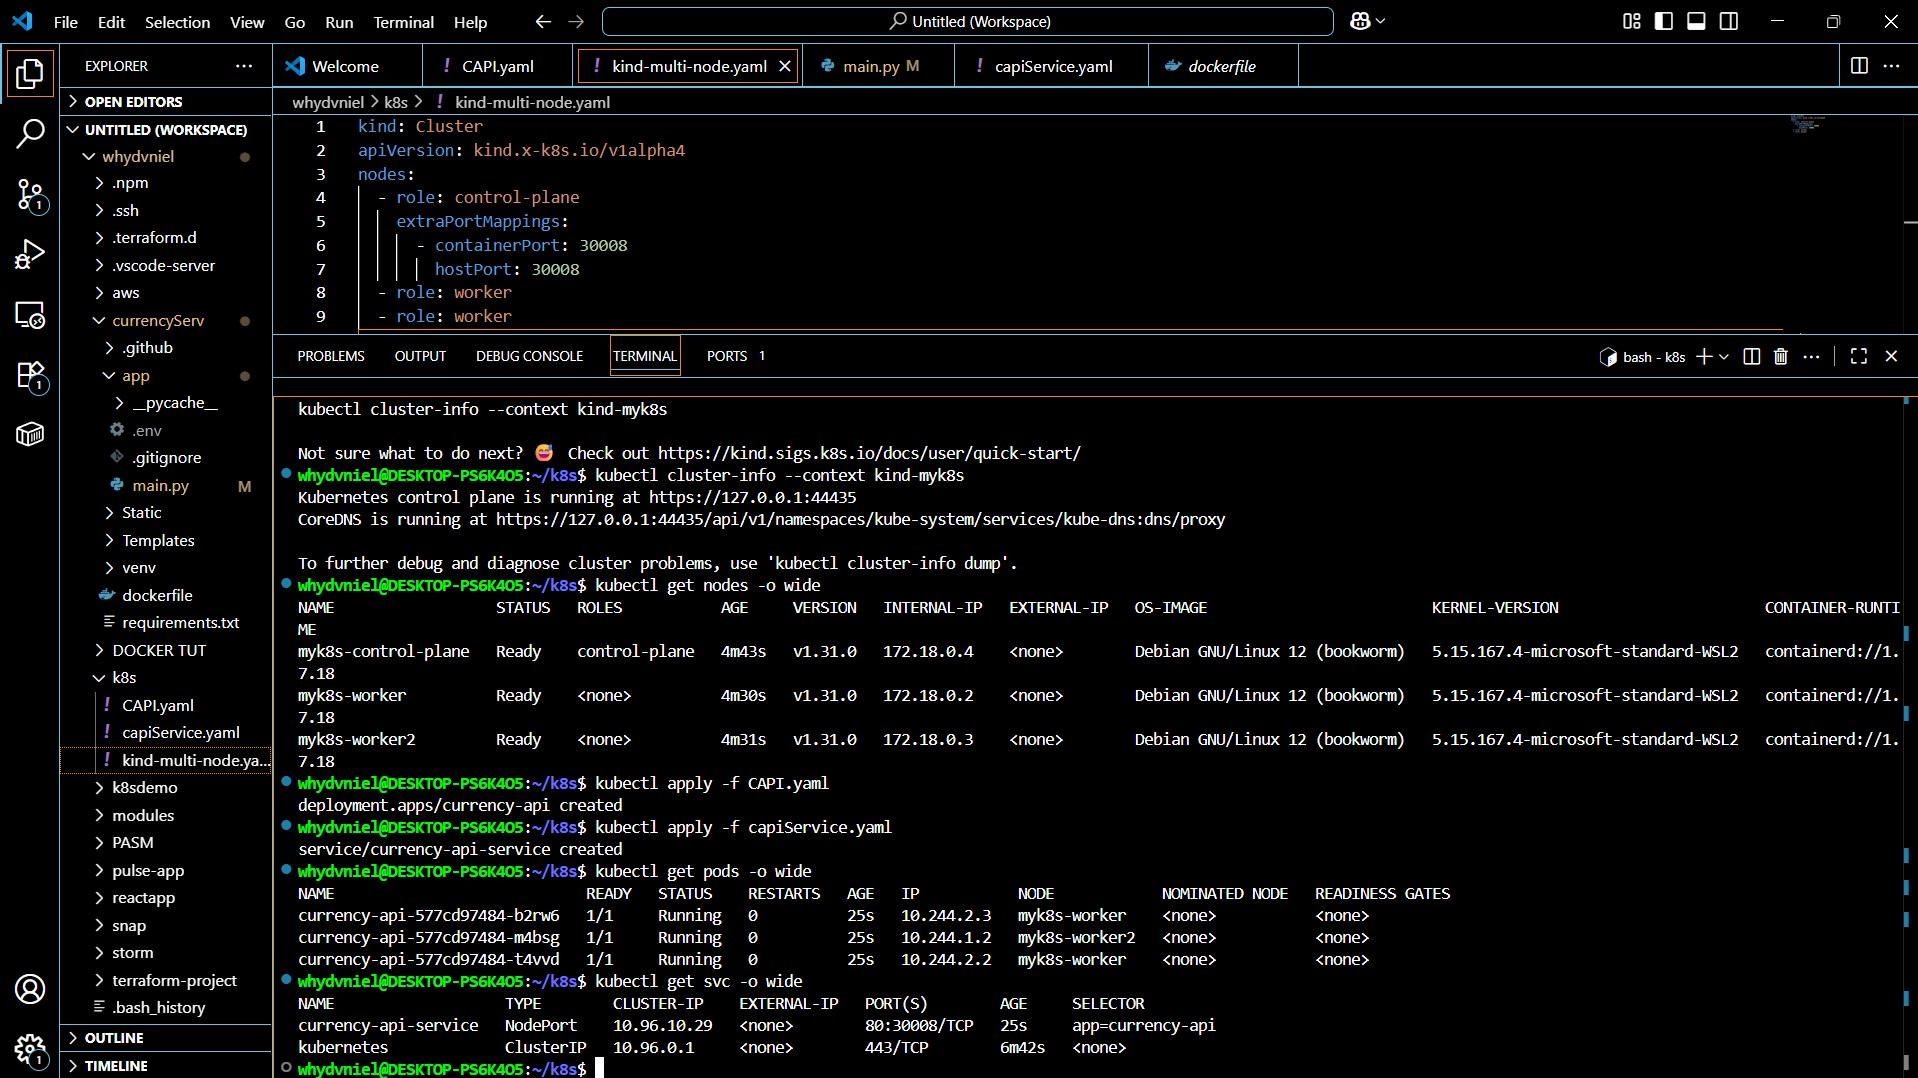 File Edit Selection View Go Run Terminal Help
Untitled (Workspace)
EXPLORER
Welcome
CAPI.yaml
kind-multi-node.yaml
main.py M
capiService.yaml
dockerfile
OPEN EDITORS
UNTITLED (WORKSPACE)
whydvniel
.npm
.ssh
.terraform.d
.vscode-server
aws
currencyServ
.github
app
__pycache__
.env
.gitignore
main.py M
Static
Templates
venv
dockerfile
requirements.txt
DOCKER TUT
k8s
CAPI.yaml
capiService.yaml
kind-multi-node.ya...
k8sdemo
modules
PASM
pulse-app
reactapp
snap
storm
terraform-project
.bash_history
OUTLINE
TIMELINE
1
1
1
whydvniel > k8s > ! kind-multi-node.yaml
1 kind: Cluster
2 apiVersion: kind.x-k8s.io/v1alpha4
3 nodes:
4 - role: control-plane
5 extraPortMappings:
6 - containerPort: 30008
7 hostPort: 30008
8 - role: worker
9 - role: worker
PROBLEMS OUTPUT DEBUG CONSOLE TERMINAL PORTS 1
bash - k8s
kubectl cluster-info --context kind-myk8s
Not sure what to do next? 😅 Check out https://kind.sigs.k8s.io/docs/user/quick-start/
whydvniel@DESKTOP-PS6K4O5:~/k8s$ kubectl cluster-info --context kind-myk8s
Kubernetes control plane is running at https://127.0.0.1:44435
CoreDNS is running at https://127.0.0.1:44435/api/v1/namespaces/kube-system/services/kube-dns:dns/proxy
To further debug and diagnose cluster problems, use 'kubectl cluster-info dump'.
whydvniel@DESKTOP-PS6K4O5:~/k8s$ kubectl get nodes -o wide
NAME STATUS ROLES AGE VERSION INTERNAL-IP EXTERNAL-IP OS-IMAGE KERNEL-VERSION CONTAINER-RUNTI
ME
myk8s-control-plane Ready control-plane 4m43s v1.31.0 172.18.0.4 <none> Debian GNU/Linux 12 (bookworm) 5.15.167.4-microsoft-standard-WSL2 containerd://1.
7.18
myk8s-worker Ready <none> 4m30s v1.31.0 172.18.0.2 <none> Debian GNU/Linux 12 (bookworm) 5.15.167.4-microsoft-standard-WSL2 containerd://1.
7.18
myk8s-worker2 Ready <none> 4m31s v1.31.0 172.18.0.3 <none> Debian GNU/Linux 12 (bookworm) 5.15.167.4-microsoft-standard-WSL2 containerd://1.
7.18
whydvniel@DESKTOP-PS6K4O5:~/k8s$ kubectl apply -f CAPI.yaml
deployment.apps/currency-api created
whydvniel@DESKTOP-PS6K4O5:~/k8s$ kubectl apply -f capiService.yaml
service/currency-api-service created
whydvniel@DESKTOP-PS6K4O5:~/k8s$ kubectl get pods -o wide
NAME READY STATUS RESTARTS AGE IP NODE NOMINATED NODE READINESS GATES
currency-api-577cd97484-b2rw6 1/1 Running 0 25s 10.244.2.3 myk8s-worker <none> <none>
currency-api-577cd97484-m4bsg 1/1 Running 0 25s 10.244.1.2 myk8s-worker2 <none> <none>
currency-api-577cd97484-t4vvd 1/1 Running 0 25s 10.244.2.2 myk8s-worker <none> <none>
whydvniel@DESKTOP-PS6K4O5:~/k8s$ kubectl get svc -o wide
NAME TYPE CLUSTER-IP EXTERNAL-IP PORT(S) AGE SELECTOR
currency-api-service NodePort 10.96.10.29 <none> 80:30008/TCP 25s app=currency-api
kubernetes ClusterIP 10.96.0.1 <none> 443/TCP 6m42s <none>
whydvniel@DESKTOP-PS6K4O5:~/k8s$